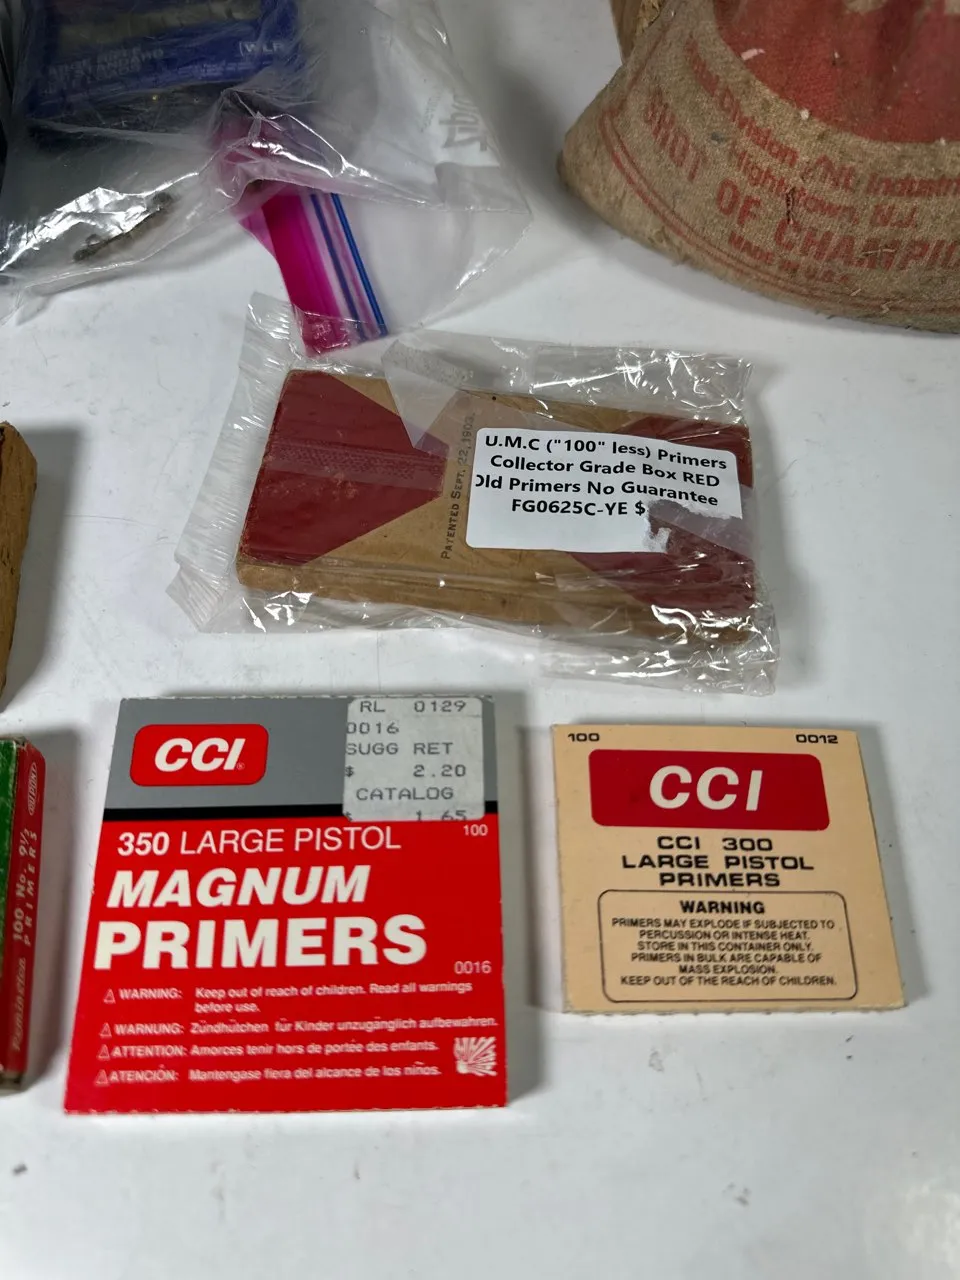 [WLP
LARGE PISTOL
STANDARD
OF
CHAMPI
U.M.C ("100" less) Primers
Collector Grade Box RED
Old Primers No Guarantee
FG0625C-YE $
PATENTED SEPT. 22, 1903.
RL 0129
0016
SUGG RET
$ 2.20
CATALOG
$ 1.65
CCI
350 LARGE PISTOL
100
MAGNUM
PRIMERS
0016
WARNING: Keep out of reach of children. Read all warnings
before use.
WARNUNG: Zündhütchen für Kinder unzugänglich aufbewahren.
ATTENTION: Amorces tenir hors de portée des enfants.
ATENCIÓN: Mantengase fiera del alcance de los niños.
100 0012
CCI
CCI 300
LARGE PISTOL
PRIMERS
WARNING
PRIMERS MAY EXPLODE IF SUBJECTED TO
PERCUSSION OR INTENSE HEAT.
STORE IN THIS CONTAINER ONLY.
PRIMERS IN BULK ARE CAPABLE OF
MASS EXPLOSION.
KEEP OUT OF THE REACH OF CHILDREN.
Remington
100 No. 9½
PRIMERS
DUPONT